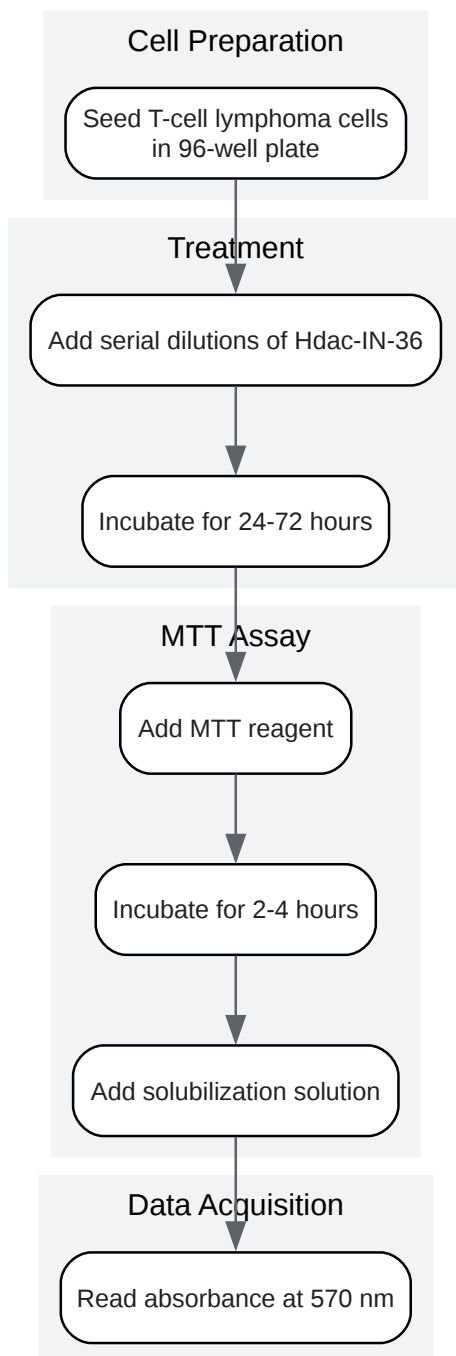 Cell Preparation
Seed T-cell lymphoma cells
in 96-well plate
Treatment
Add serial dilutions of Hdac-IN-36
Incubate for 24-72 hours
MTT Assay
Add MTT reagent
Incubate for 2-4 hours
Add solubilization solution
Data Acquisition
Read absorbance at 570 nm